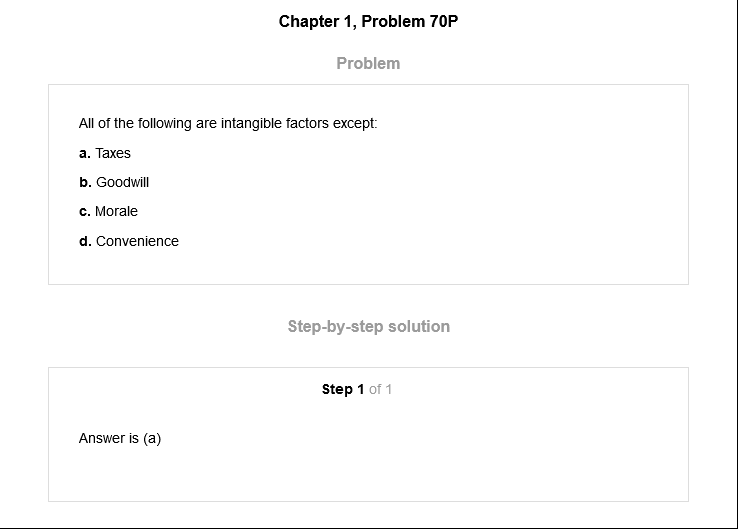 Chapter 1, Problem 70P
Problem
All of the following are intangible factors except:
a. Taxes
b. Goodwill
c. Morale
d. Convenience
Step-by-step solution
Step 1 of 1
Answer is (a)